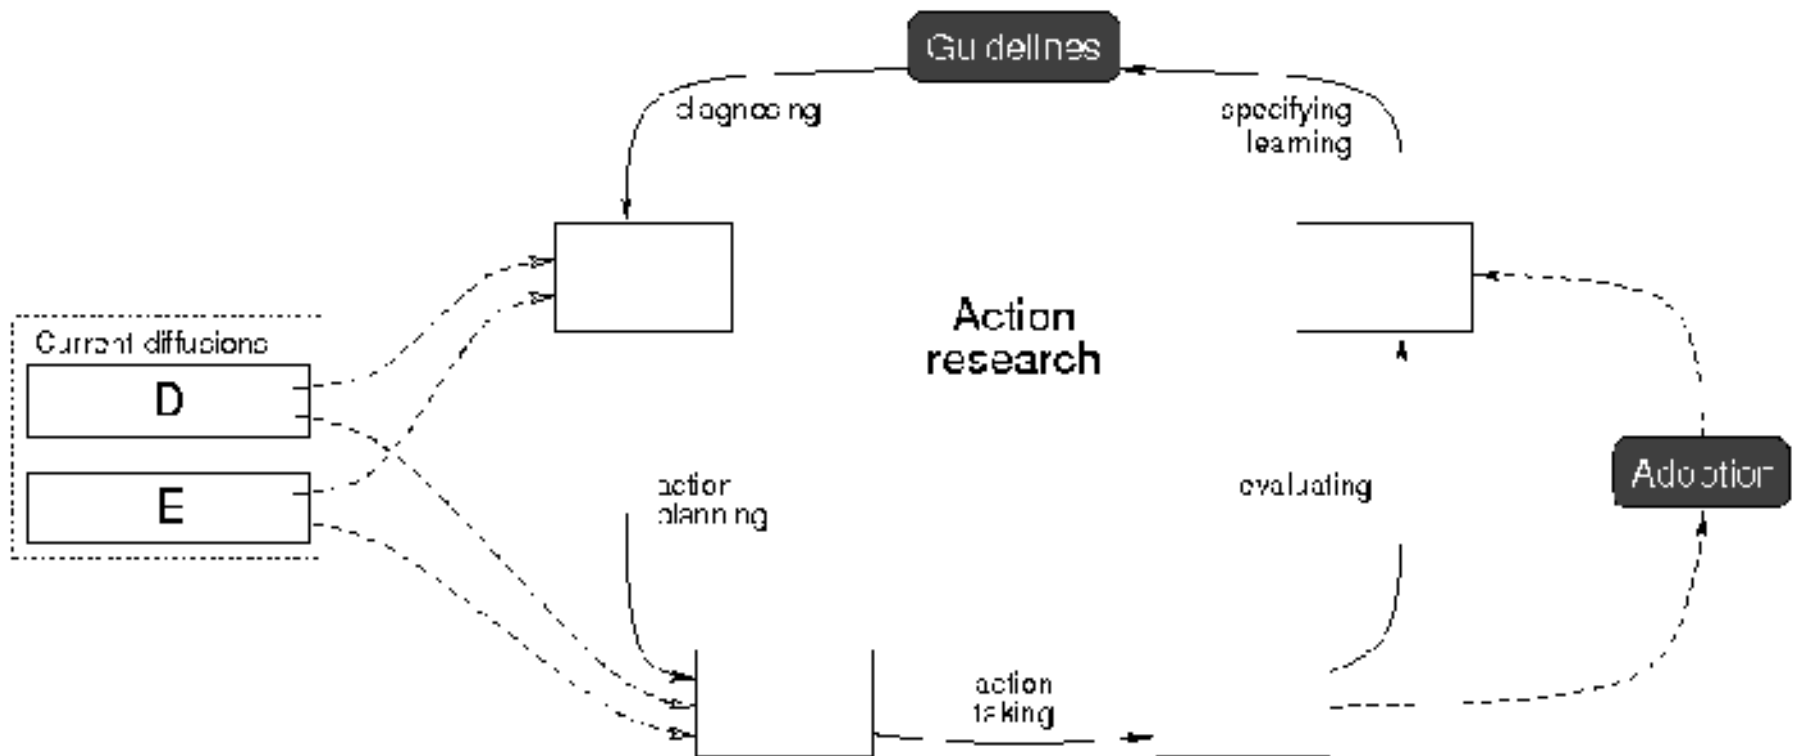 Guidelines
diagnosing
specifying
learning
Action
research
Current diffusions
D
E
action
planning
evaluating
Adoption
action
taking